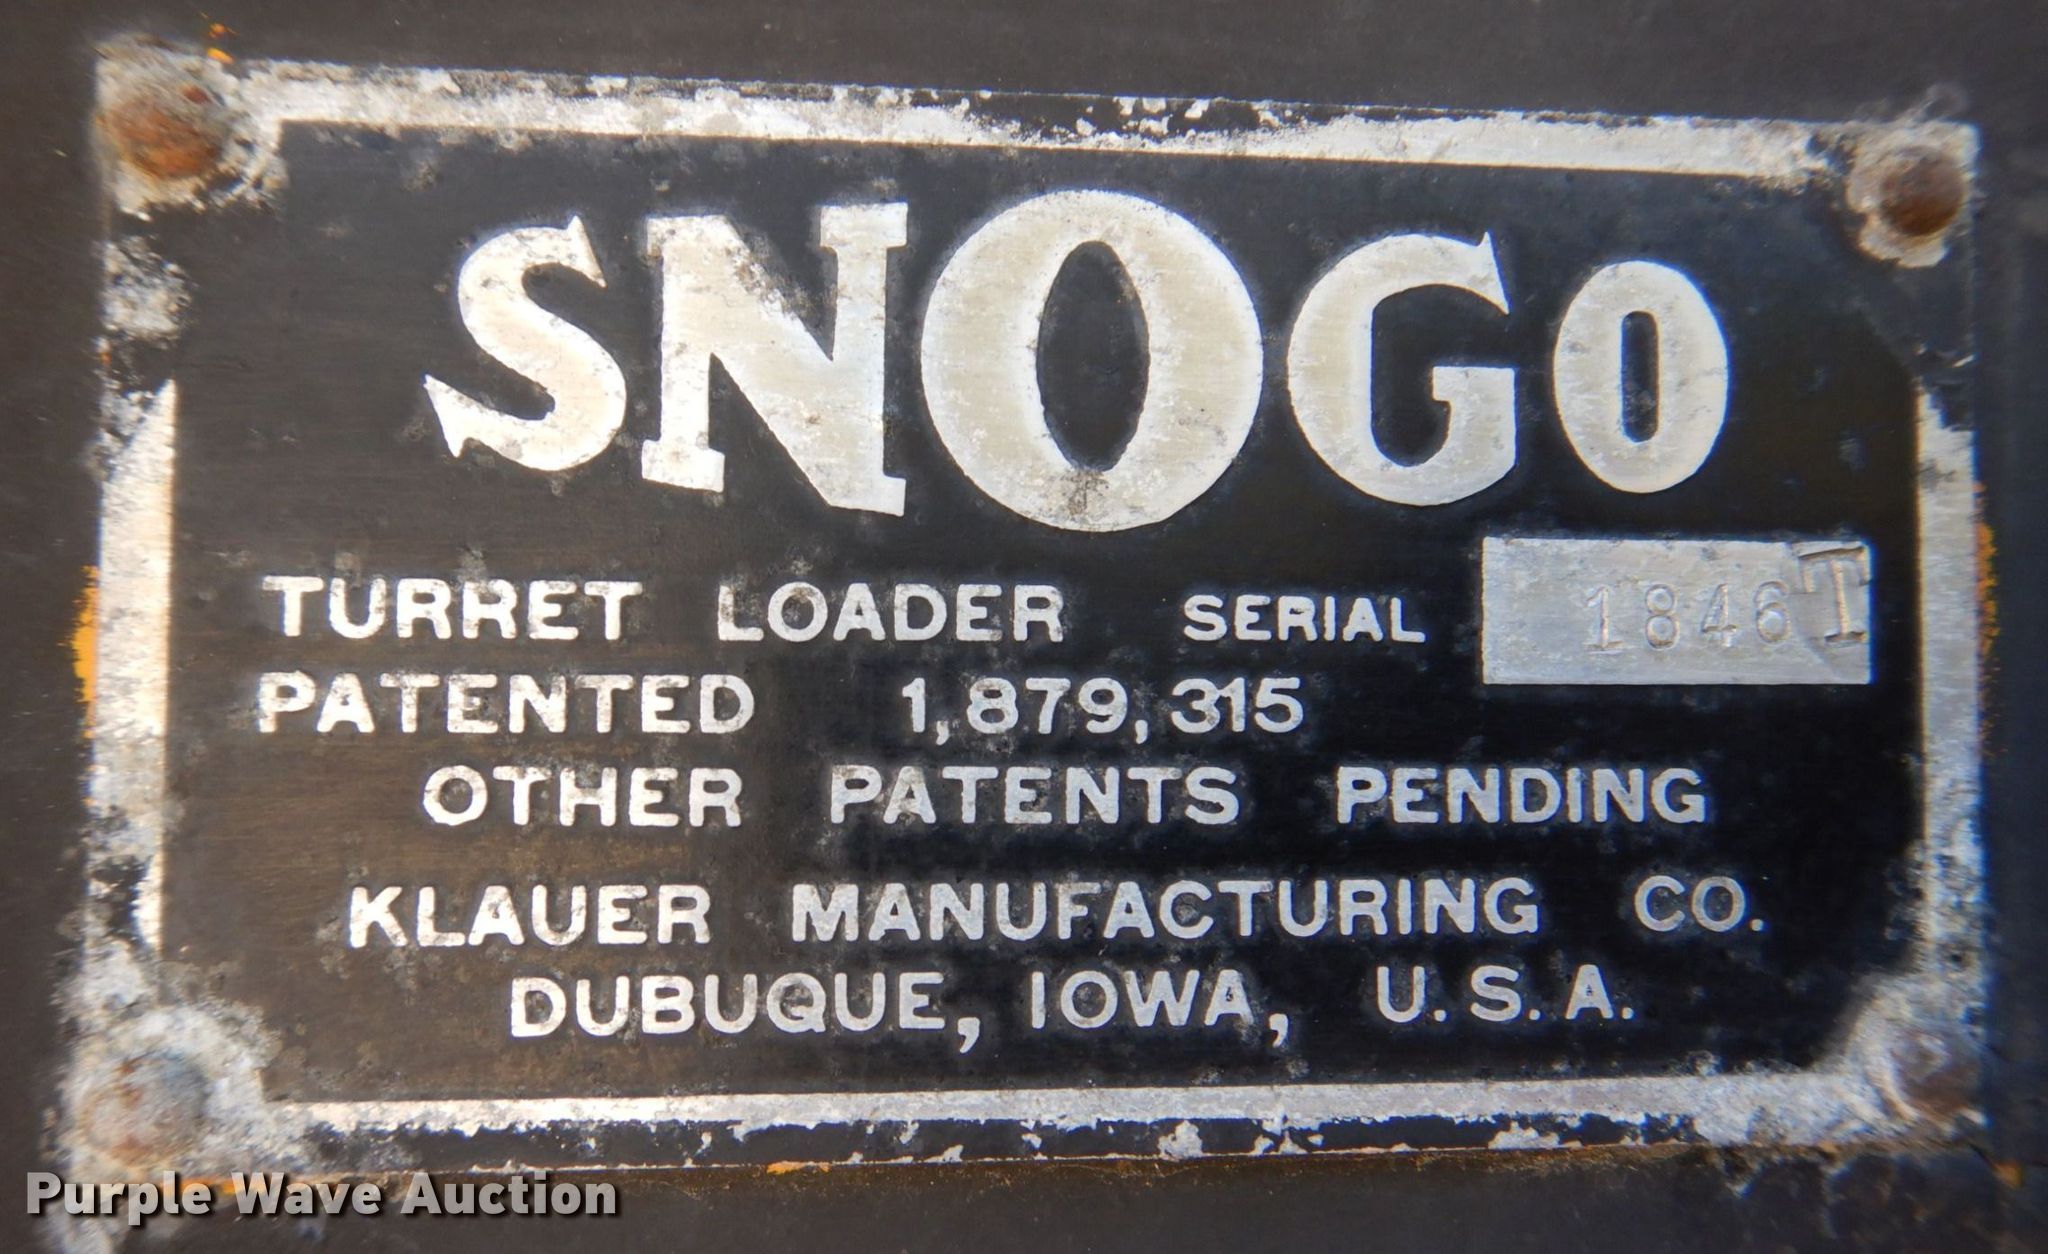 SNOGO
TURRET LOADER SERIAL 1846T
PATENTED 1,879,315
OTHER PATENTS PENDING
KLAUER MANUFACTURING CO.
DUBUQUE, IOWA, U.S.A.
Purple Wave Auction